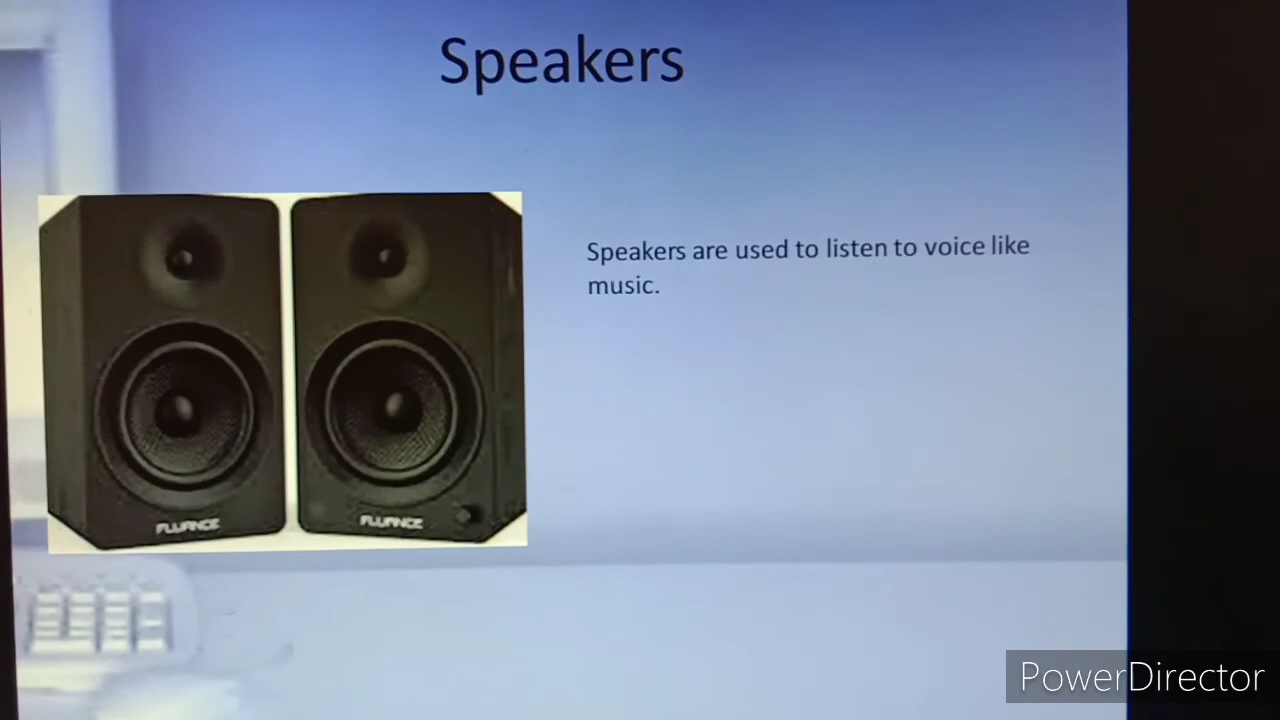 Speakers
Speakers are used to listen to voice like
music.
FLUANCE
FLUANCE
PowerDirector